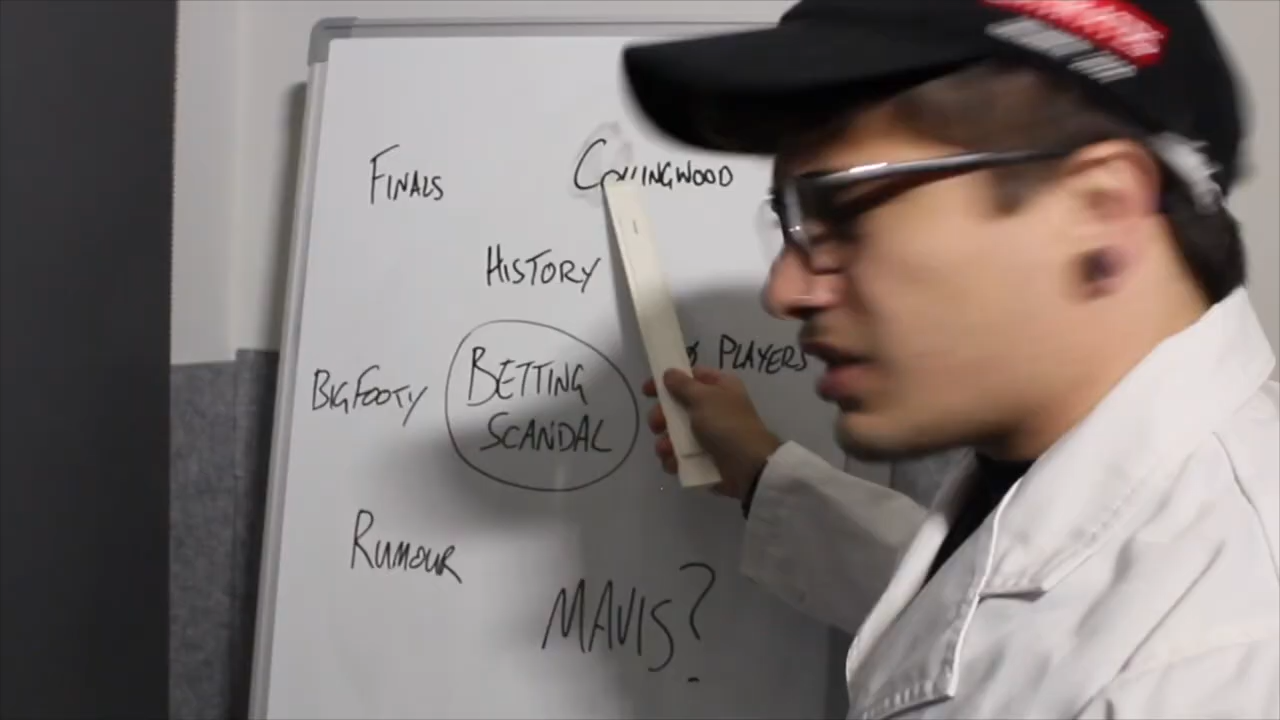 FINALS
COLLINGWOOD
HISTORY
PLAYERS
BIGFOOTY
BETTING
SCANDAL
RUMOUR
MAVIS?